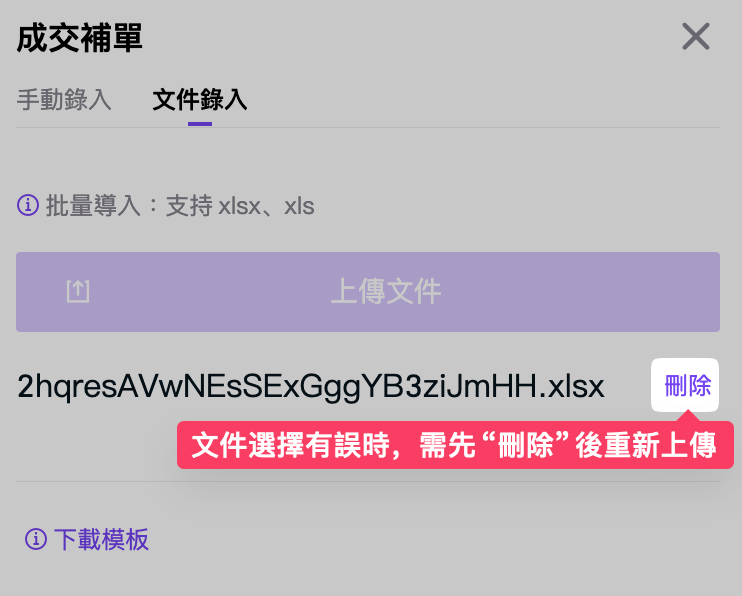 成交補單
手動錄入 文件錄入
批量導入：支持 xlsx、xls
上傳文件
2hqresAVwNEsSExGggYB3ziJmHH.xlsx 刪除
文件選擇有誤時，需先“刪除”後重新上傳
下載模板